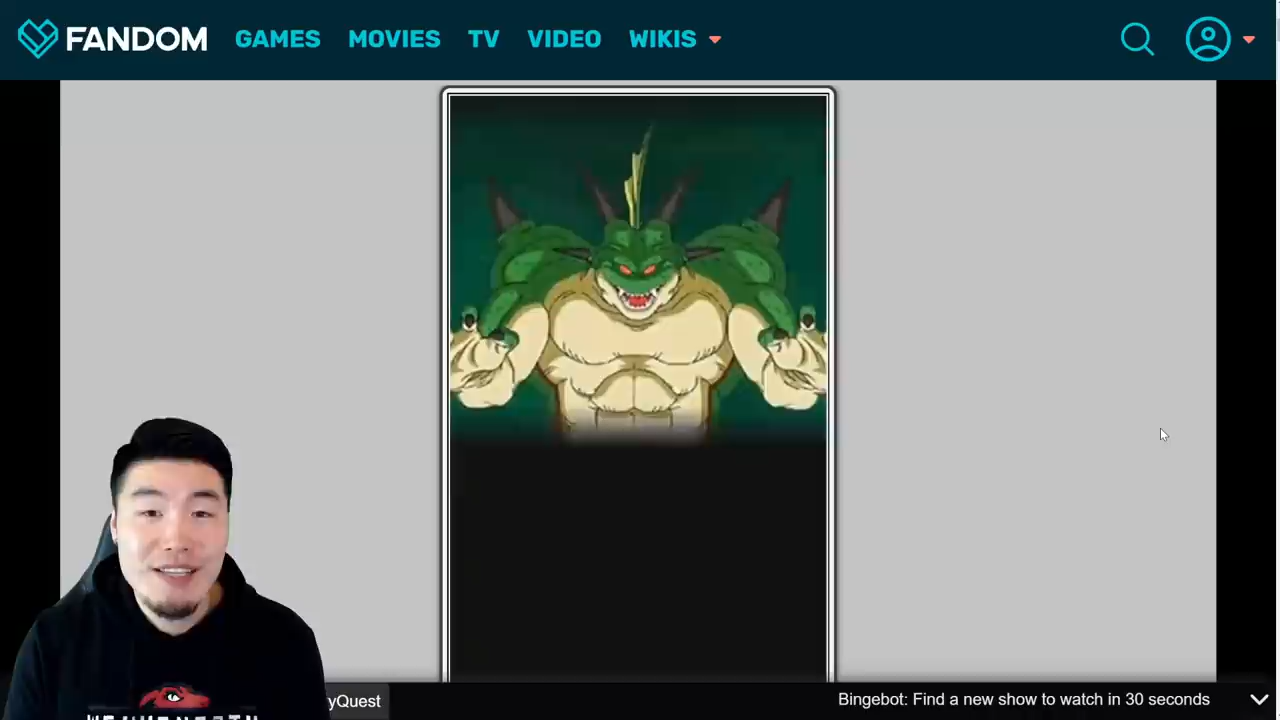 FANDOM GAMES MOVIES TV VIDEO WIKIS
yQuest
Bingebot: Find a new show to watch in 30 seconds